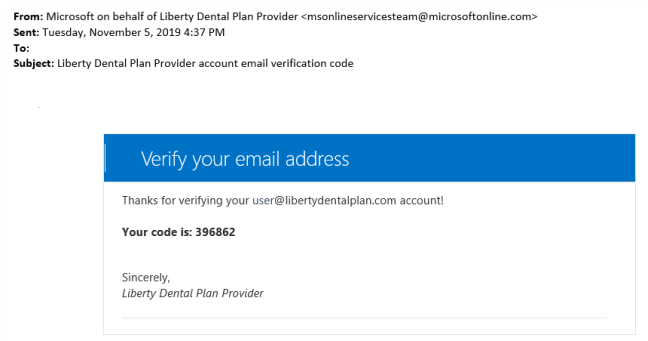 From: Microsoft on behalf of Liberty Dental Plan Provider <msonlineservicesteam@microsoftonline.com>
Sent: Tuesday, November 5, 2019 4:37 PM
To:
Subject: Liberty Dental Plan Provider account email verification code
Verify your email address
Thanks for verifying your user@libertydentalplan.com account!
Your code is: 396862
Sincerely,
Liberty Dental Plan Provider